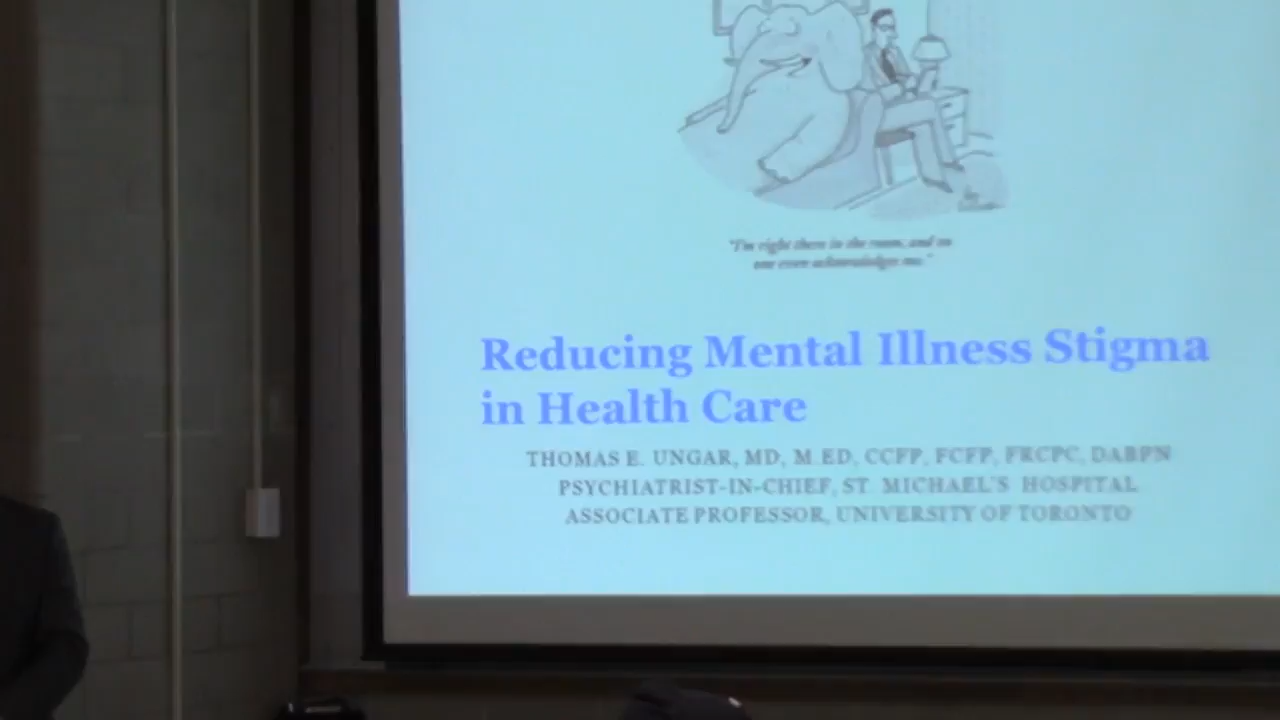 "I'm right there in the room, and no
one even acknowledges me."
Reducing Mental Illness Stigma
in Health Care
THOMAS E. UNGAR, MD, M.ED, CCFP, FCFP, FRCPC, DABPN
PSYCHIATRIST-IN-CHIEF, ST. MICHAEL'S HOSPITAL
ASSOCIATE PROFESSOR, UNIVERSITY OF TORONTO